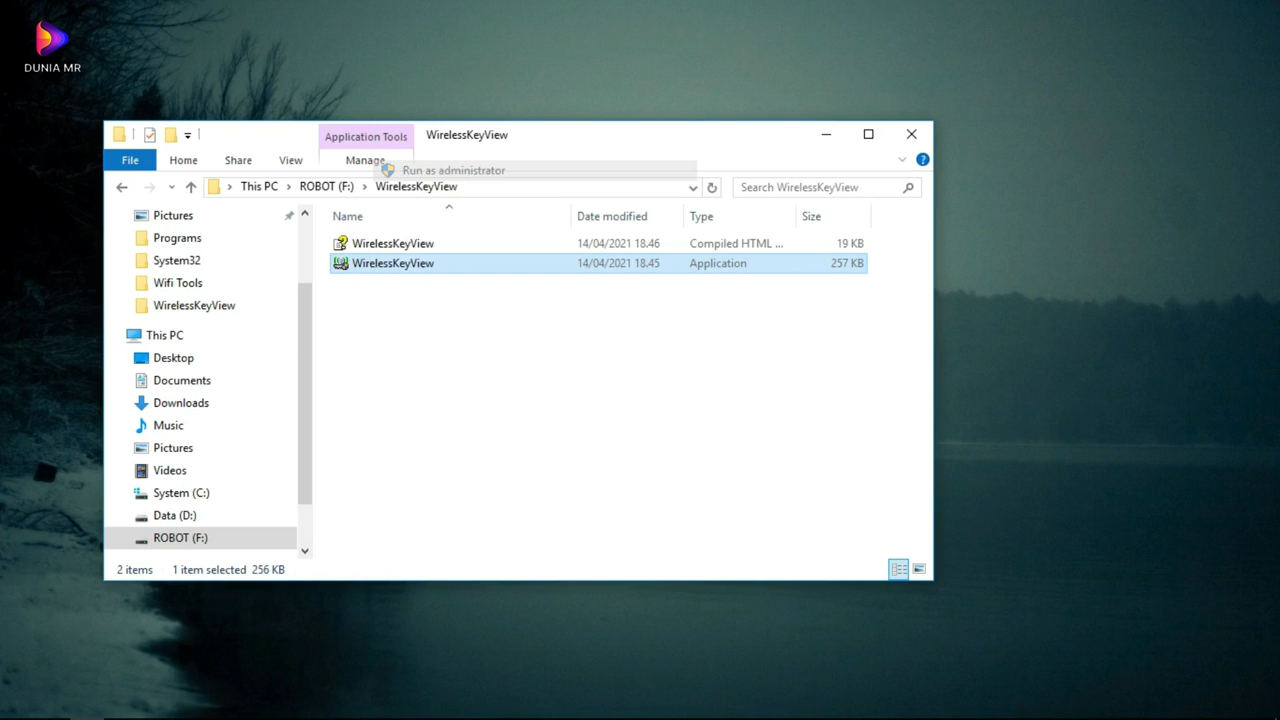 DUNIA MR
Application Tools
WirelessKeyView
File
Home
Share
View
Manage
Run as administrator
This PC
ROBOT (F:)
WirelessKeyView
Search WirelessKeyView
Name
Date modified
Type
Size
WirelessKeyView 14/04/2021 18.46 Compiled HTML ... 19 KB
WirelessKeyView 14/04/2021 18.45 Application 257 KB
Pictures
Programs
System32
Wifi Tools
WirelessKeyView
This PC
Desktop
Documents
Downloads
Music
Pictures
Videos
System (C:)
Data (D:)
ROBOT (F:)
2 items 1 item selected 256 KB